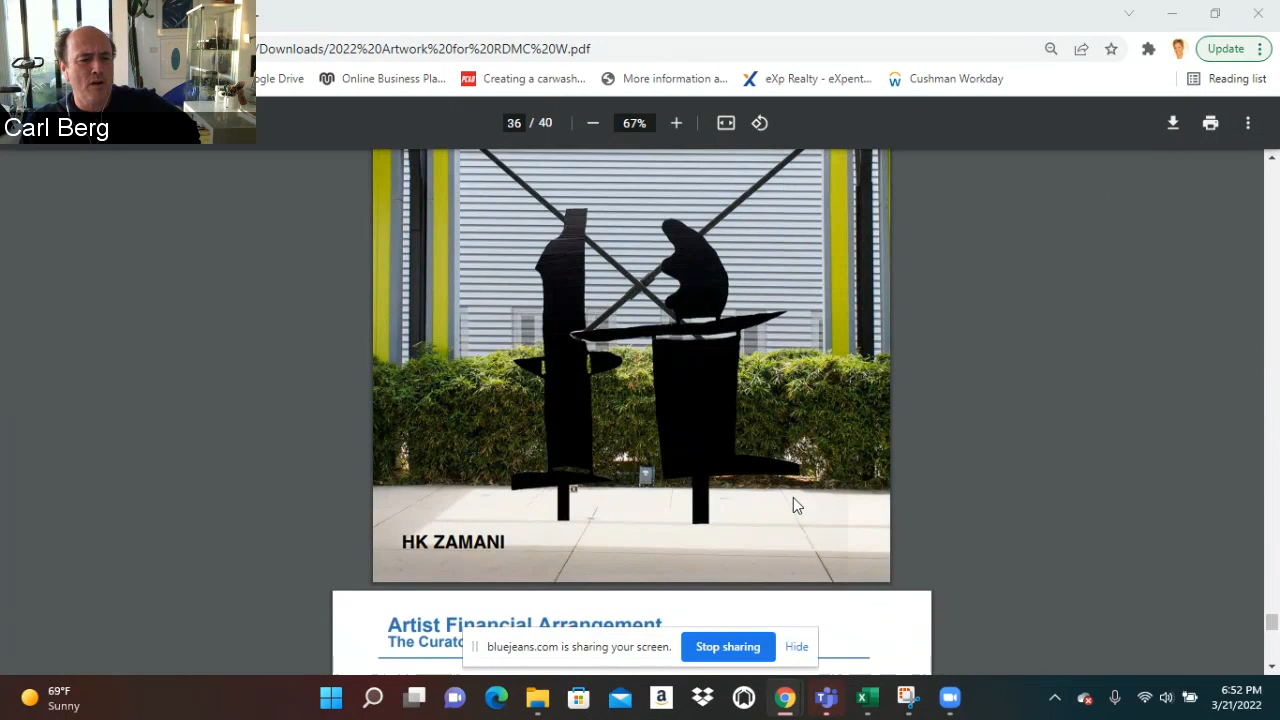 Carl Berg
/Downloads/2022%20Artwork%20for%20RDMC%20W.pdf
Update
ogle Drive
Online Business Pla...
PCUB
Creating a carwash...
More information a...
eXp Realty - eXpent...
Cushman Workday
Reading list
36 / 40
67%
HK ZAMANI
Artist Financial Arrangement
The Curato
bluejeans.com is sharing your screen.
Stop sharing
Hide
69°F
Sunny
6:52 PM
3/21/2022